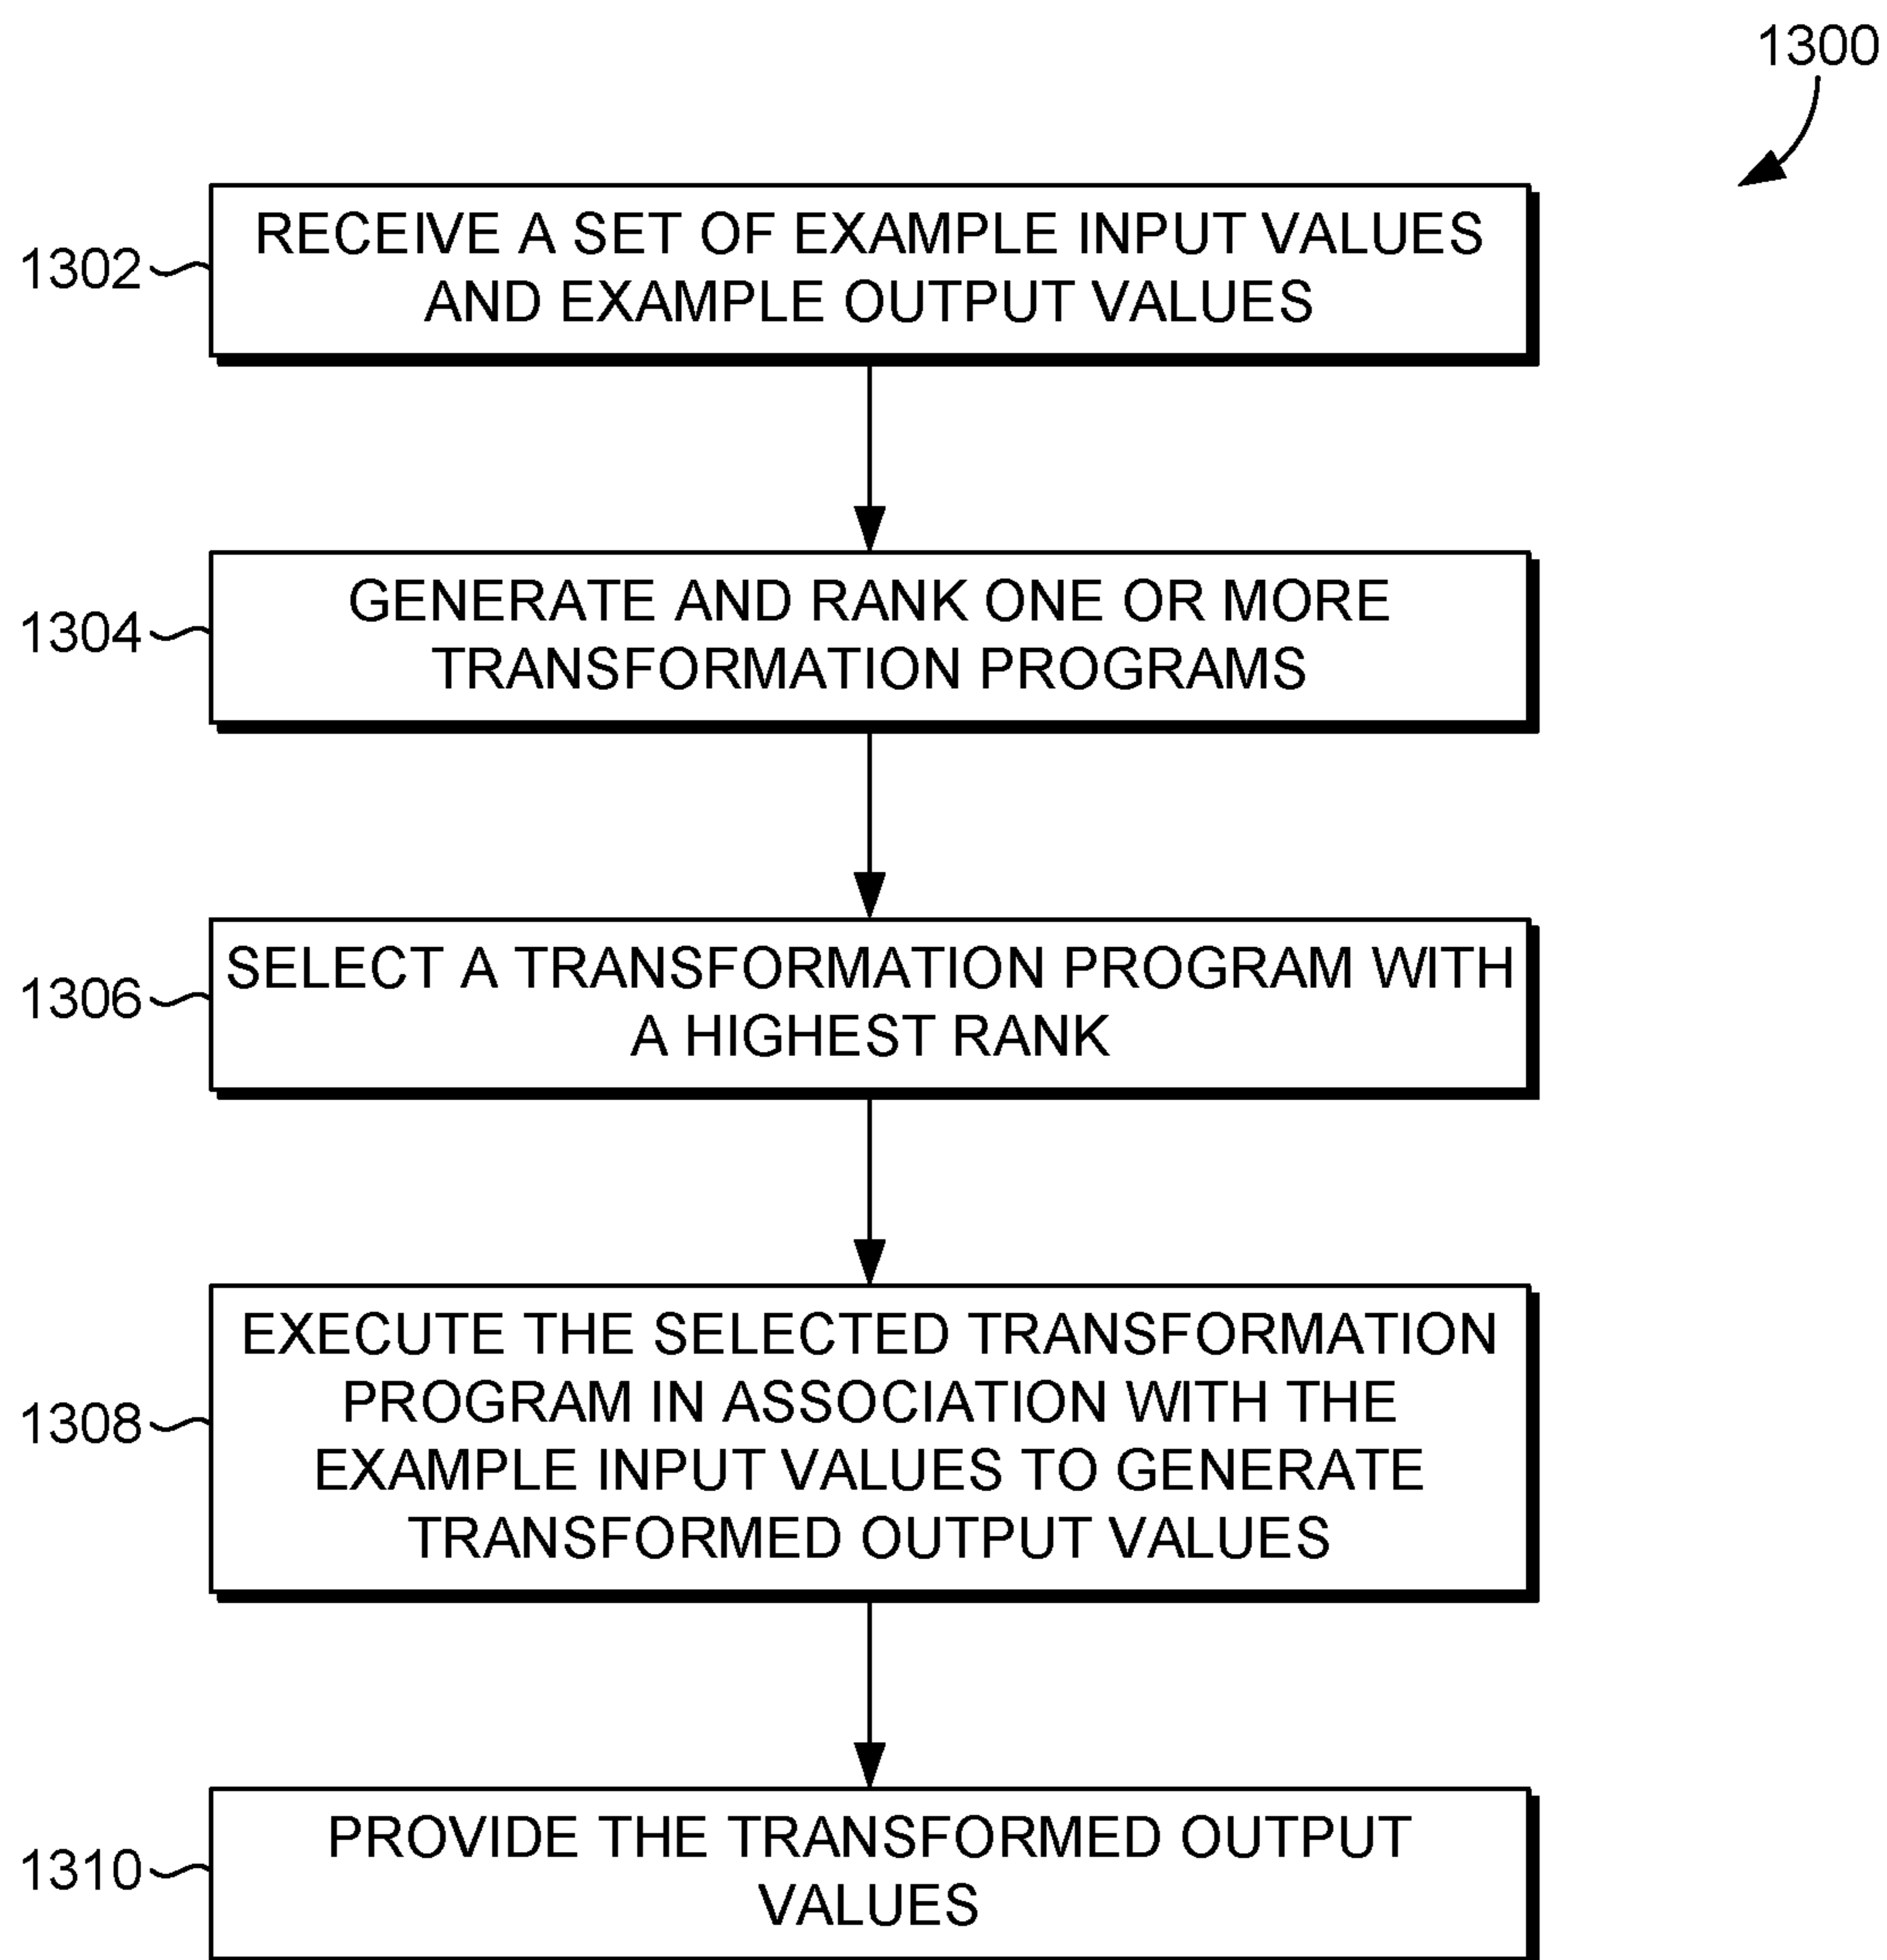 1300
1302
RECEIVE A SET OF EXAMPLE INPUT VALUES
AND EXAMPLE OUTPUT VALUES
1304
GENERATE AND RANK ONE OR MORE
TRANSFORMATION PROGRAMS
1306
SELECT A TRANSFORMATION PROGRAM WITH
A HIGHEST RANK
1308
EXECUTE THE SELECTED TRANSFORMATION
PROGRAM IN ASSOCIATION WITH THE
EXAMPLE INPUT VALUES TO GENERATE
TRANSFORMED OUTPUT VALUES
1310
PROVIDE THE TRANSFORMED OUTPUT
VALUES